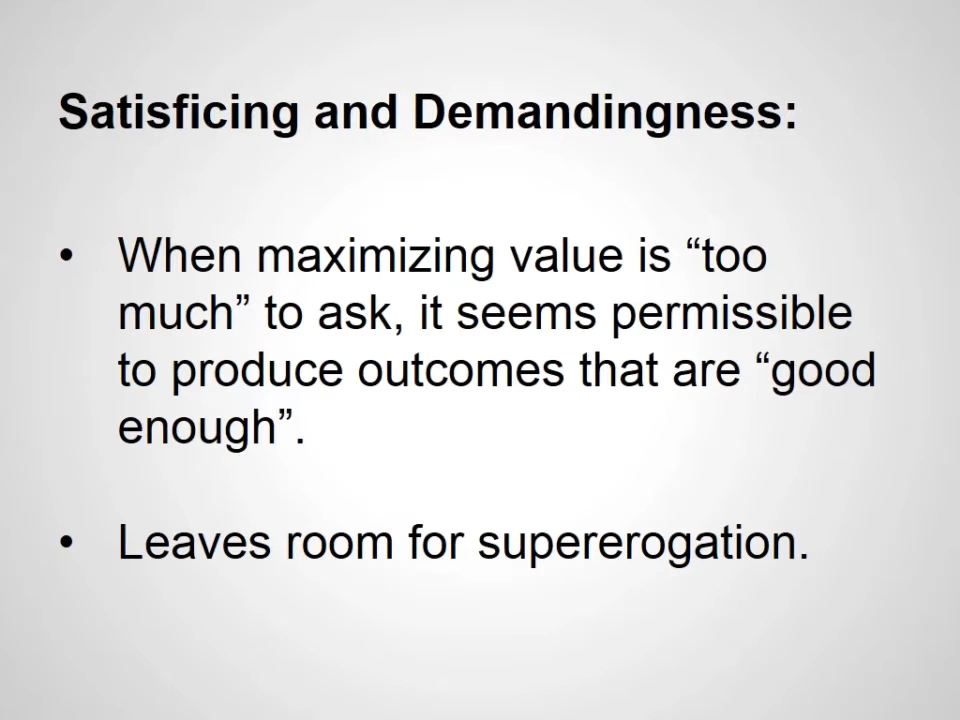 Satisficing and Demandingness:
• When maximizing value is “too
much” to ask, it seems permissible
to produce outcomes that are “good
enough”.
• Leaves room for supererogation.